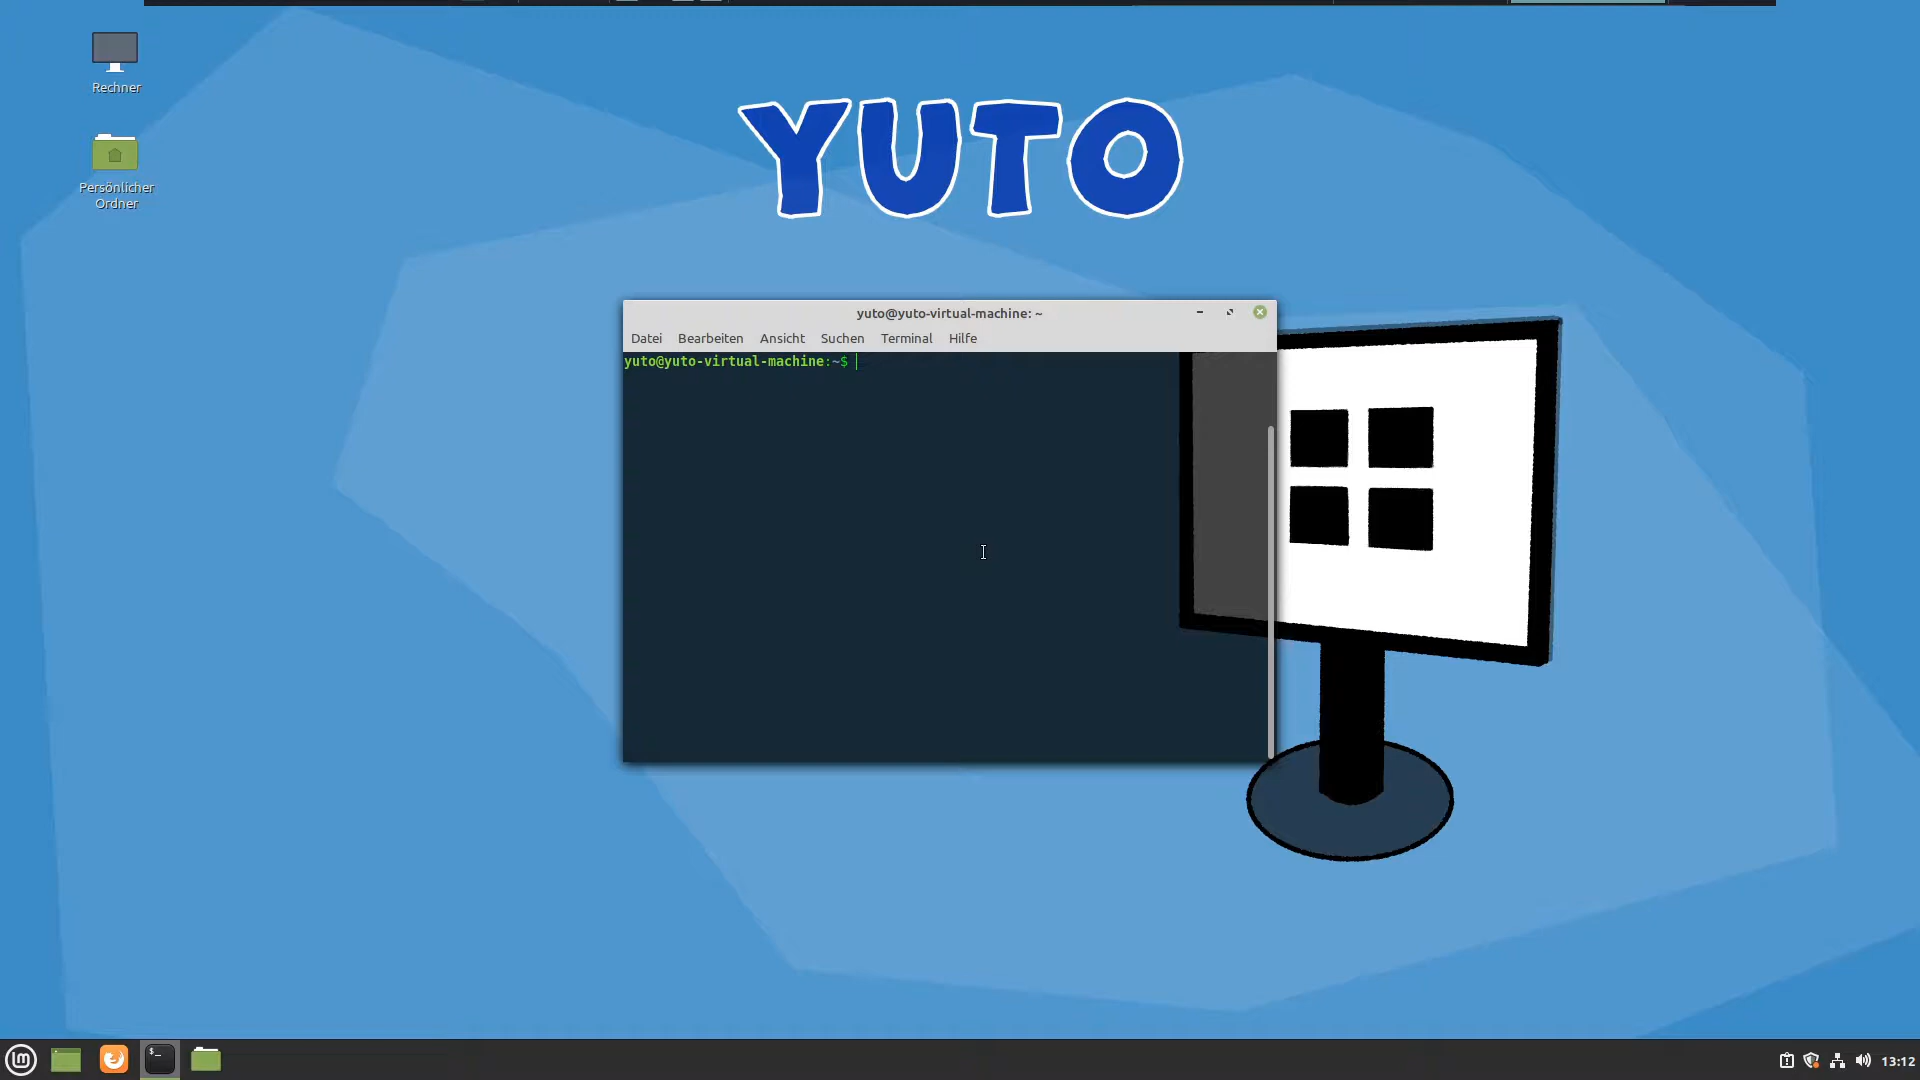 Rechner
Persönlicher
Ordner
YUTO
yuto@yuto-virtual-machine: ~
Datei Bearbeiten Ansicht Suchen Terminal Hilfe
yuto@yuto-virtual-machine:~$
13:12